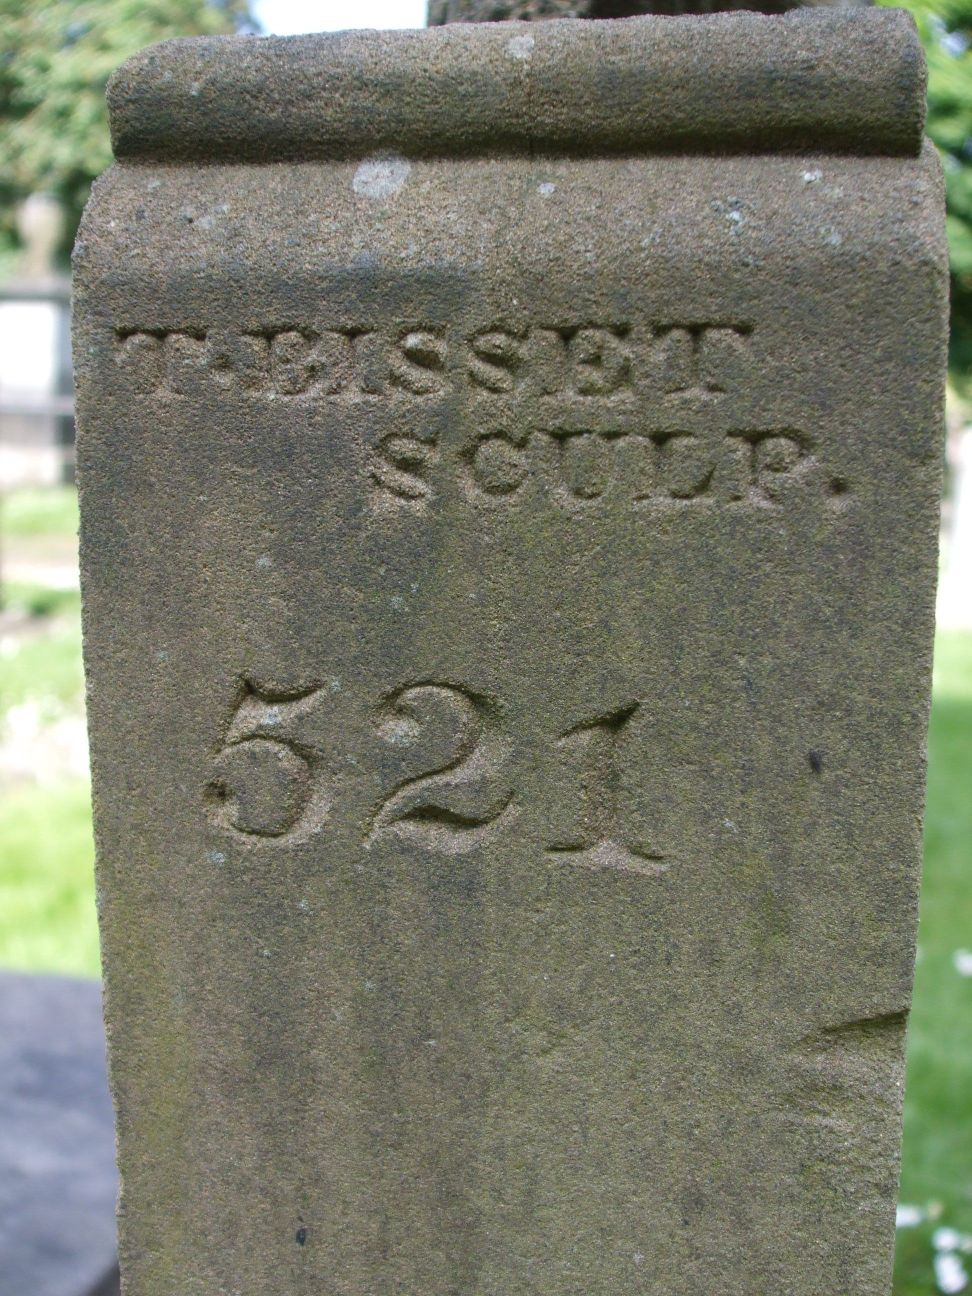 T. BISSET
SCULP.
521